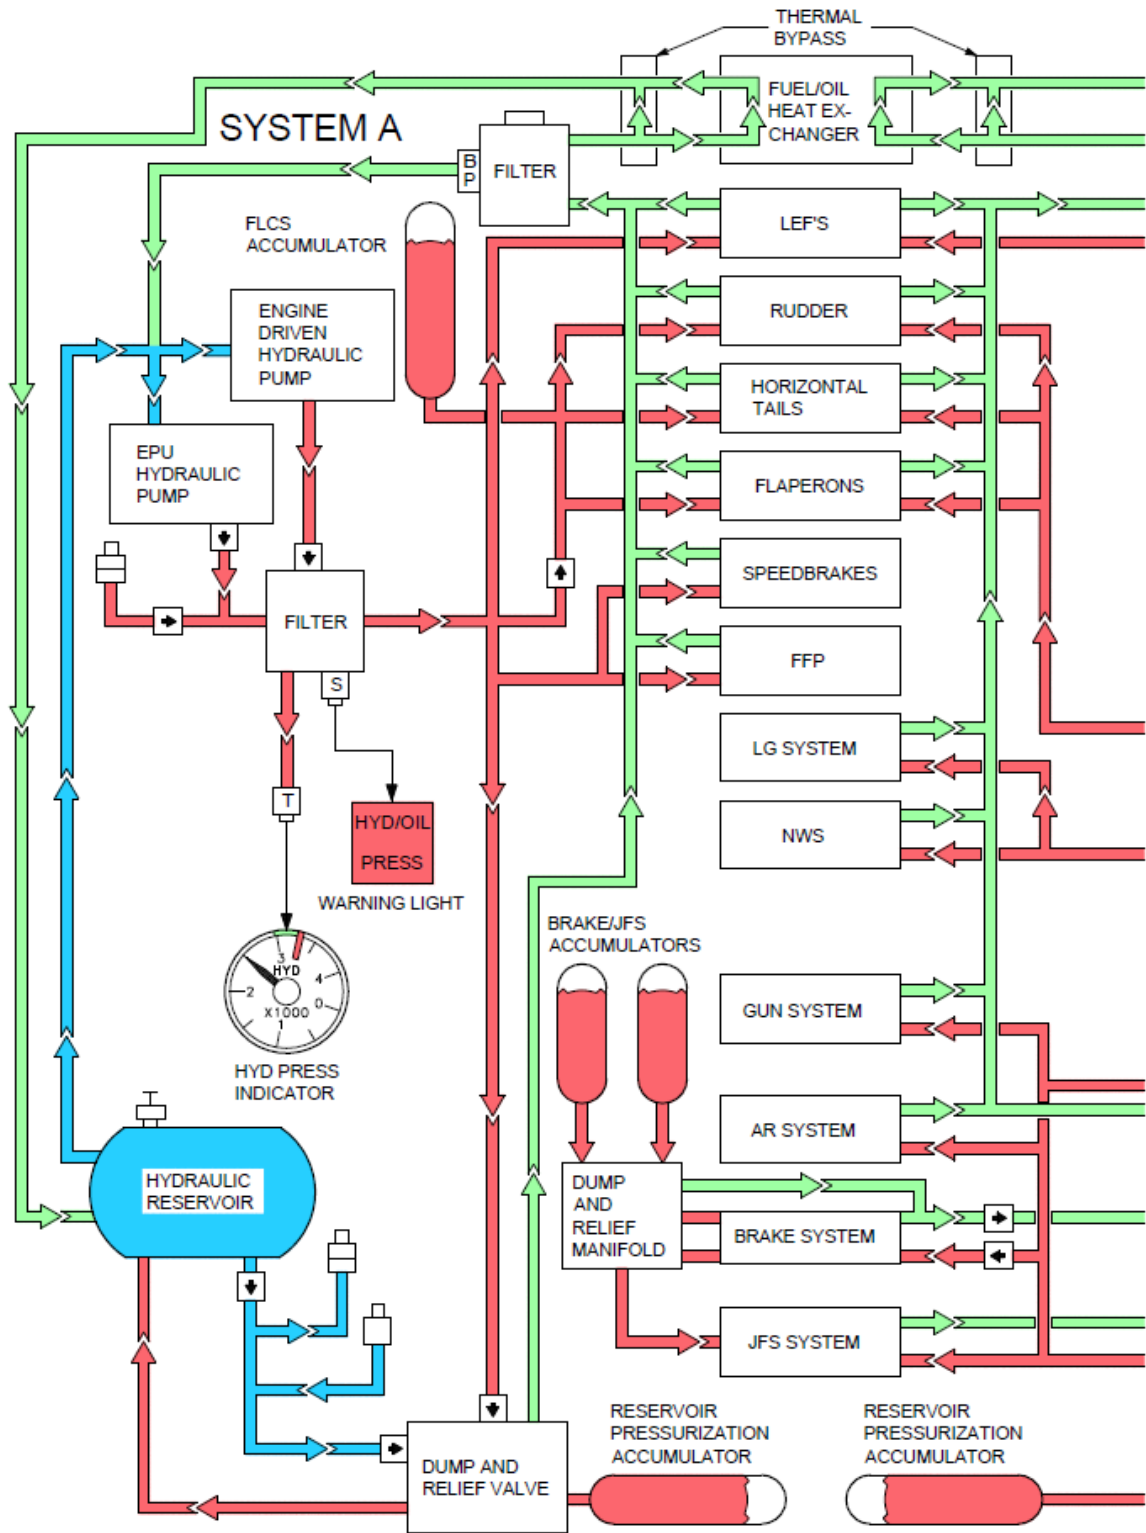 THERMAL
BYPASS
FUEL/OIL
HEAT EX-
CHANGER
SYSTEM A
B
P
FILTER
FLCS
ACCUMULATOR
LEF'S
ENGINE
DRIVEN
HYDRAULIC
PUMP
RUDDER
HORIZONTAL
TAILS
EPU
HYDRAULIC
PUMP
FLAPERONS
SPEEDBRAKES
FILTER
FFP
S
LG SYSTEM
T
HYD/OIL
PRESS
NWS
WARNING LIGHT
BRAKE/JFS
ACCUMULATORS
3
HYD
4
2
0
X1000
1
GUN SYSTEM
HYD PRESS
INDICATOR
AR SYSTEM
HYDRAULIC
RESERVOIR
DUMP
AND
RELIEF
MANIFOLD
BRAKE SYSTEM
JFS SYSTEM
RESERVOIR
PRESSURIZATION
ACCUMULATOR
RESERVOIR
PRESSURIZATION
ACCUMULATOR
DUMP AND
RELIEF VALVE